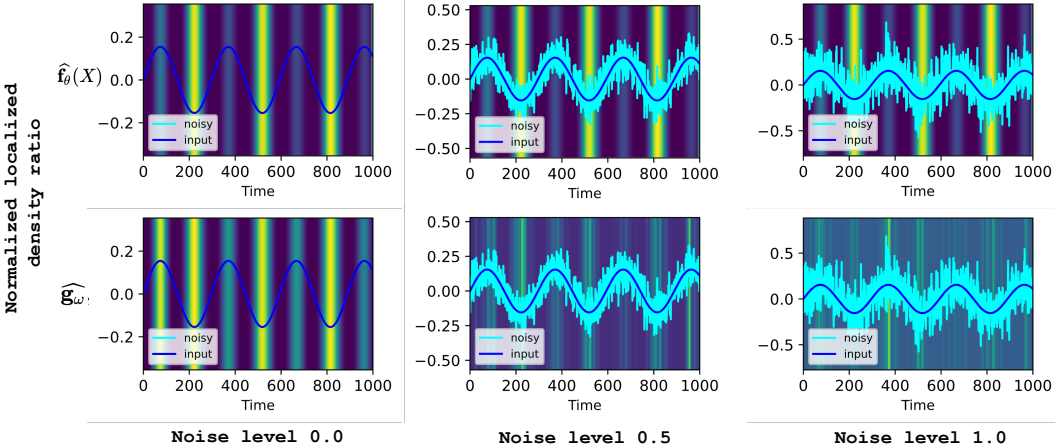 Normalized localized
density ratio
f̂_θ(X)
0.2
0.0
−0.2
noisy
input
0 200 400 600 800 1000
Time
0.50
0.25
0.00
−0.25
−0.50
noisy
input
0 200 400 600 800 1000
Time
0.5
0.0
−0.5
noisy
input
0 200 400 600 800 1000
Time
ĝ_ω
0.2
0.0
−0.2
noisy
input
0 200 400 600 800 1000
Time
0.50
0.25
0.00
−0.25
−0.50
noisy
input
0 200 400 600 800 1000
Time
0.5
0.0
−0.5
noisy
input
0 200 400 600 800 1000
Time
Noise level 0.0
Noise level 0.5
Noise level 1.0